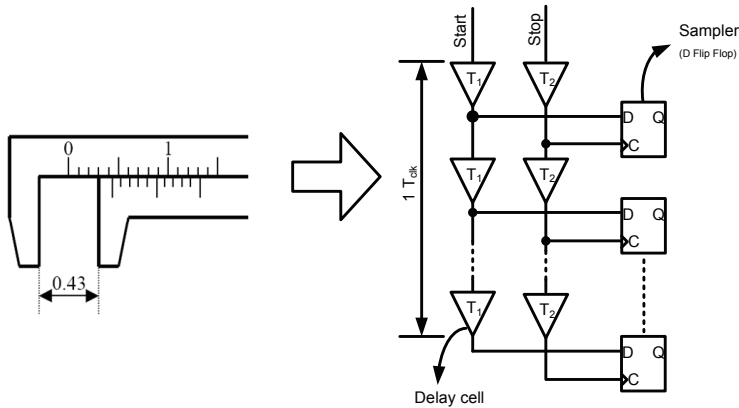 0 1
0.43
Start
Stop
Sampler
(D Flip Flop)
T1 T2
D Q
C
1 Tclk
T1 T2
D Q
C
T1 T2
D Q
C
Delay cell